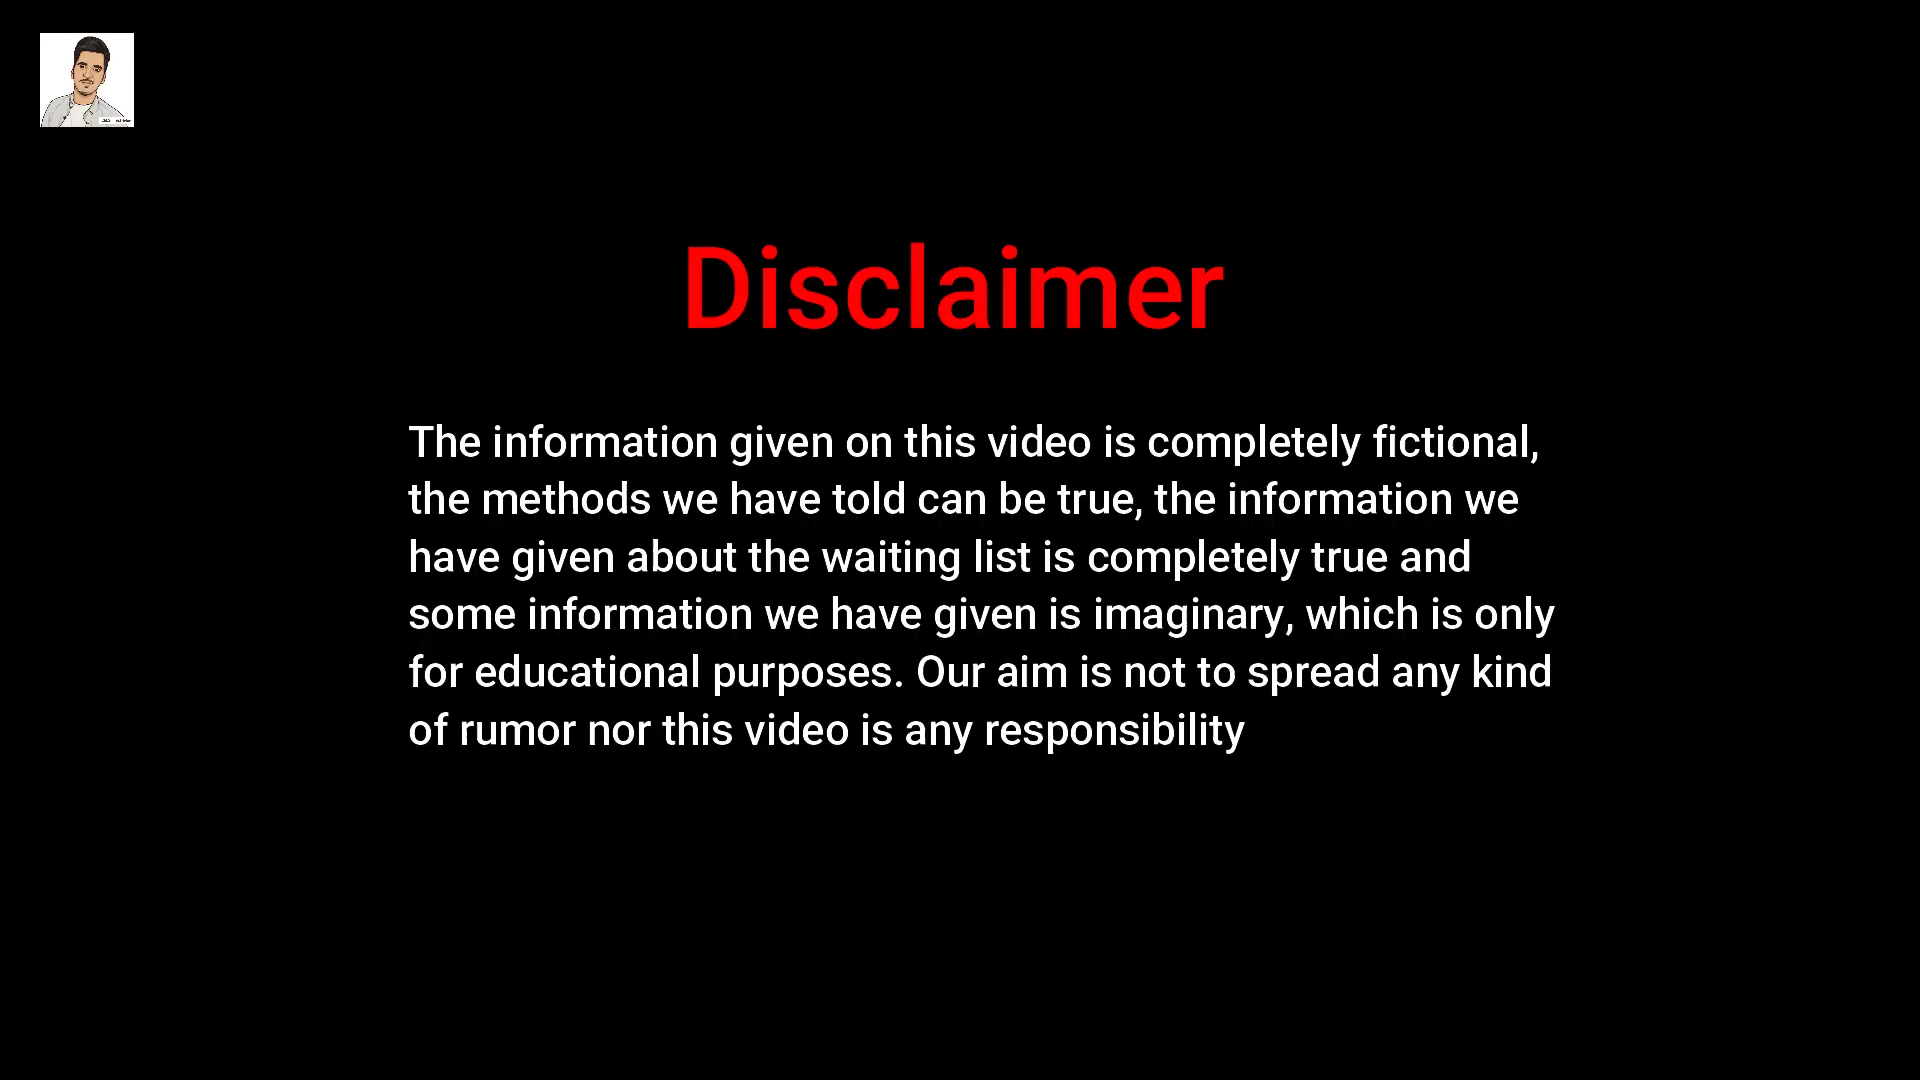 Disclaimer
The information given on this video is completely fictional,
the methods we have told can be true, the information we
have given about the waiting list is completely true and
some information we have given is imaginary, which is only
for educational purposes. Our aim is not to spread any kind
of rumor nor this video is any responsibility